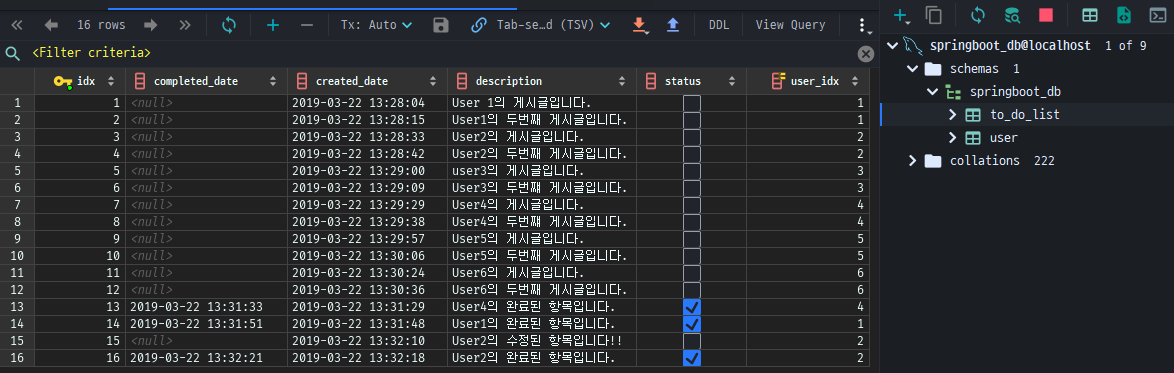 16 rows Tx: Auto Tab-se…d (TSV) DDL View Query
<Filter criteria>
idx completed_date created_date description status user_idx
1 1 <null> 2019-03-22 13:28:04 User 1의 게시글입니다. 1
2 2 <null> 2019-03-22 13:28:15 User1의 두번째 게시글입니다. 1
3 3 <null> 2019-03-22 13:28:33 User2의 게시글입니다. 2
4 4 <null> 2019-03-22 13:28:42 User2의 두번째 게시글입니다. 2
5 5 <null> 2019-03-22 13:29:00 user3의 게시글입니다. 3
6 6 <null> 2019-03-22 13:29:09 User3의 두번째 게시글입니다. 3
7 7 <null> 2019-03-22 13:29:29 User4의 게시글입니다. 4
8 8 <null> 2019-03-22 13:29:38 User4의 두번째 게시글입니다. 4
9 9 <null> 2019-03-22 13:29:57 User5의 게시글입니다. 5
10 10 <null> 2019-03-22 13:30:06 User5의 두번째 게시글입니다. 5
11 11 <null> 2019-03-22 13:30:24 User6의 게시글입니다. 6
12 12 <null> 2019-03-22 13:30:36 User6의 두번째 게시글입니다. 6
13 13 2019-03-22 13:31:33 2019-03-22 13:31:29 User4의 완료된 항목입니다. 4
14 14 2019-03-22 13:31:51 2019-03-22 13:31:48 User1의 완료된 항목입니다. 1
15 15 <null> 2019-03-22 13:32:10 User2의 수정된 항목입니다!! 2
16 16 2019-03-22 13:32:21 2019-03-22 13:32:18 User2의 완료된 항목입니다. 2
springboot_db@localhost 1 of 9
schemas 1
springboot_db
to_do_list
user
collations 222